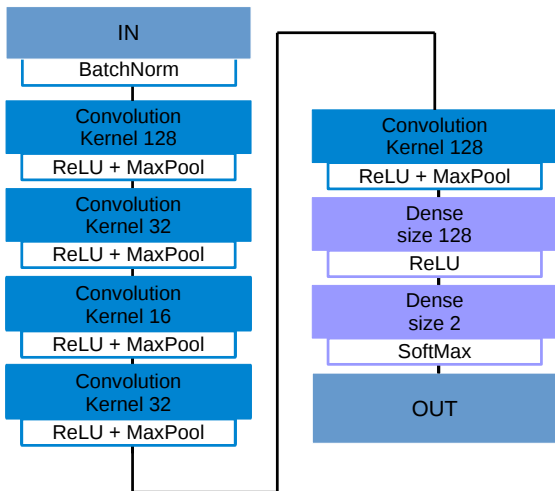 IN
BatchNorm
Convolution
Kernel 128
ReLU + MaxPool
Convolution
Kernel 32
ReLU + MaxPool
Convolution
Kernel 16
ReLU + MaxPool
Convolution
Kernel 32
ReLU + MaxPool
Convolution
Kernel 128
ReLU + MaxPool
Dense
size 128
ReLU
Dense
size 2
SoftMax
OUT